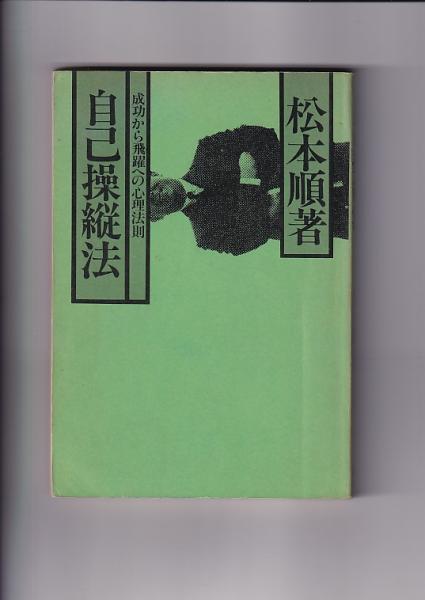 松本順著
成功から飛躍への心理法則
自己操縦法